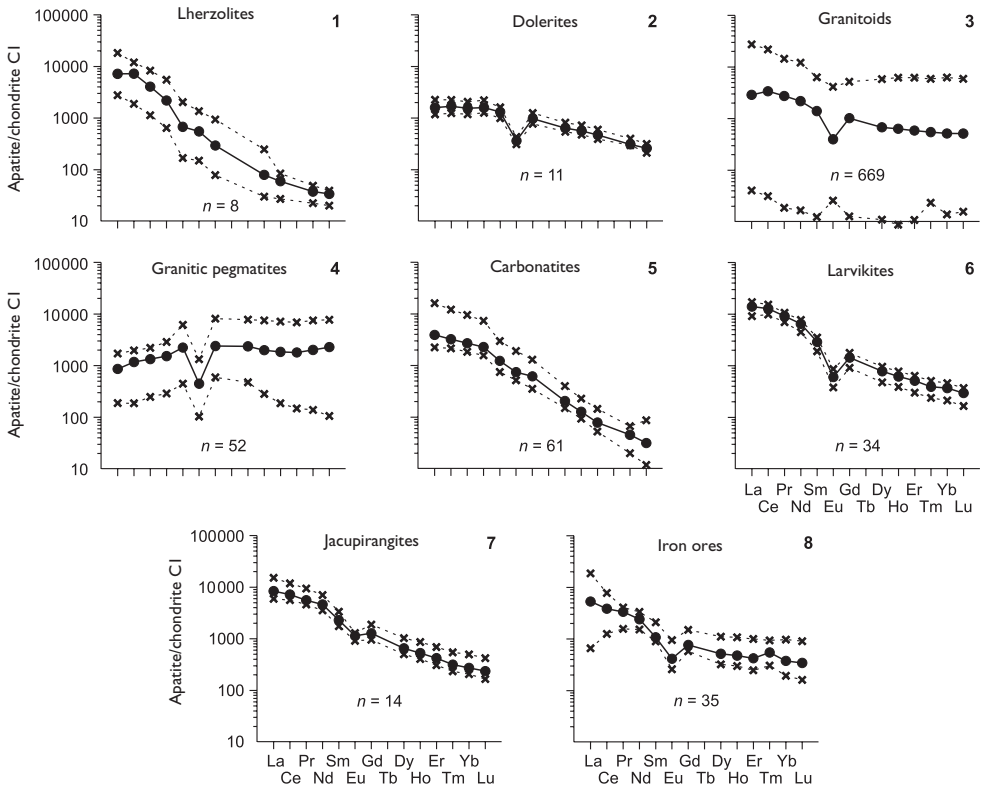 Lherzolites 1
Dolerites 2
Granitoids 3
Apatite/chondrite C1
100000
10000
1000
100
10
n = 8
n = 11
n = 669
Granitic pegmatites 4
Carbonatites 5
Larvikites 6
Apatite/chondrite C1
100000
10000
1000
100
10
n = 52
n = 61
n = 34
La Pr Sm Gd Dy Er Yb
Ce Nd Eu Tb Ho Tm Lu
Jacupirangites 7
Iron ores 8
Apatite/chondrite C1
100000
10000
1000
100
10
n = 14
n = 35
La Pr Sm Gd Dy Er Yb
Ce Nd Eu Tb Ho Tm Lu
La Pr Sm Gd Dy Er Yb
Ce Nd Eu Tb Ho Tm Lu